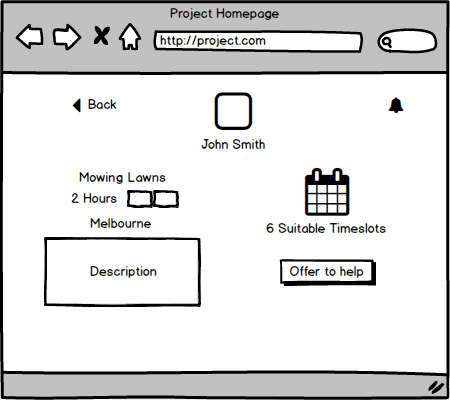 Project Homepage
http://project.com
Back
John Smith
Mowing Lawns
2 Hours
Melbourne
Description
6 Suitable Timeslots
Offer to help